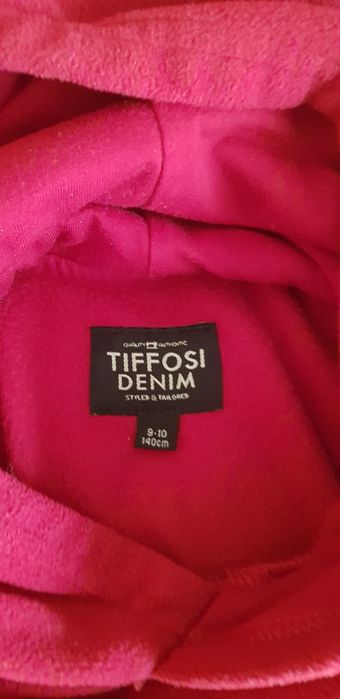 QUALITY AUTHENTIC
TIFFOSI
DENIM
STYLED & TAILORED
9-10
140cm